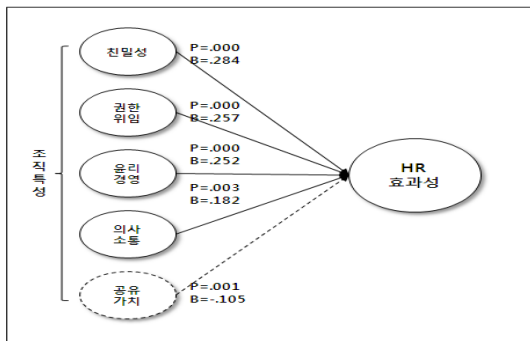 친밀성
P=.000
B=.284
권한
위임
P=.000
B=.257
조직특성
윤리
경영
P=.000
B=.252
HR
효과성
의사
소통
P=.003
B=.182
공유
가치
P=.001
B=-.105